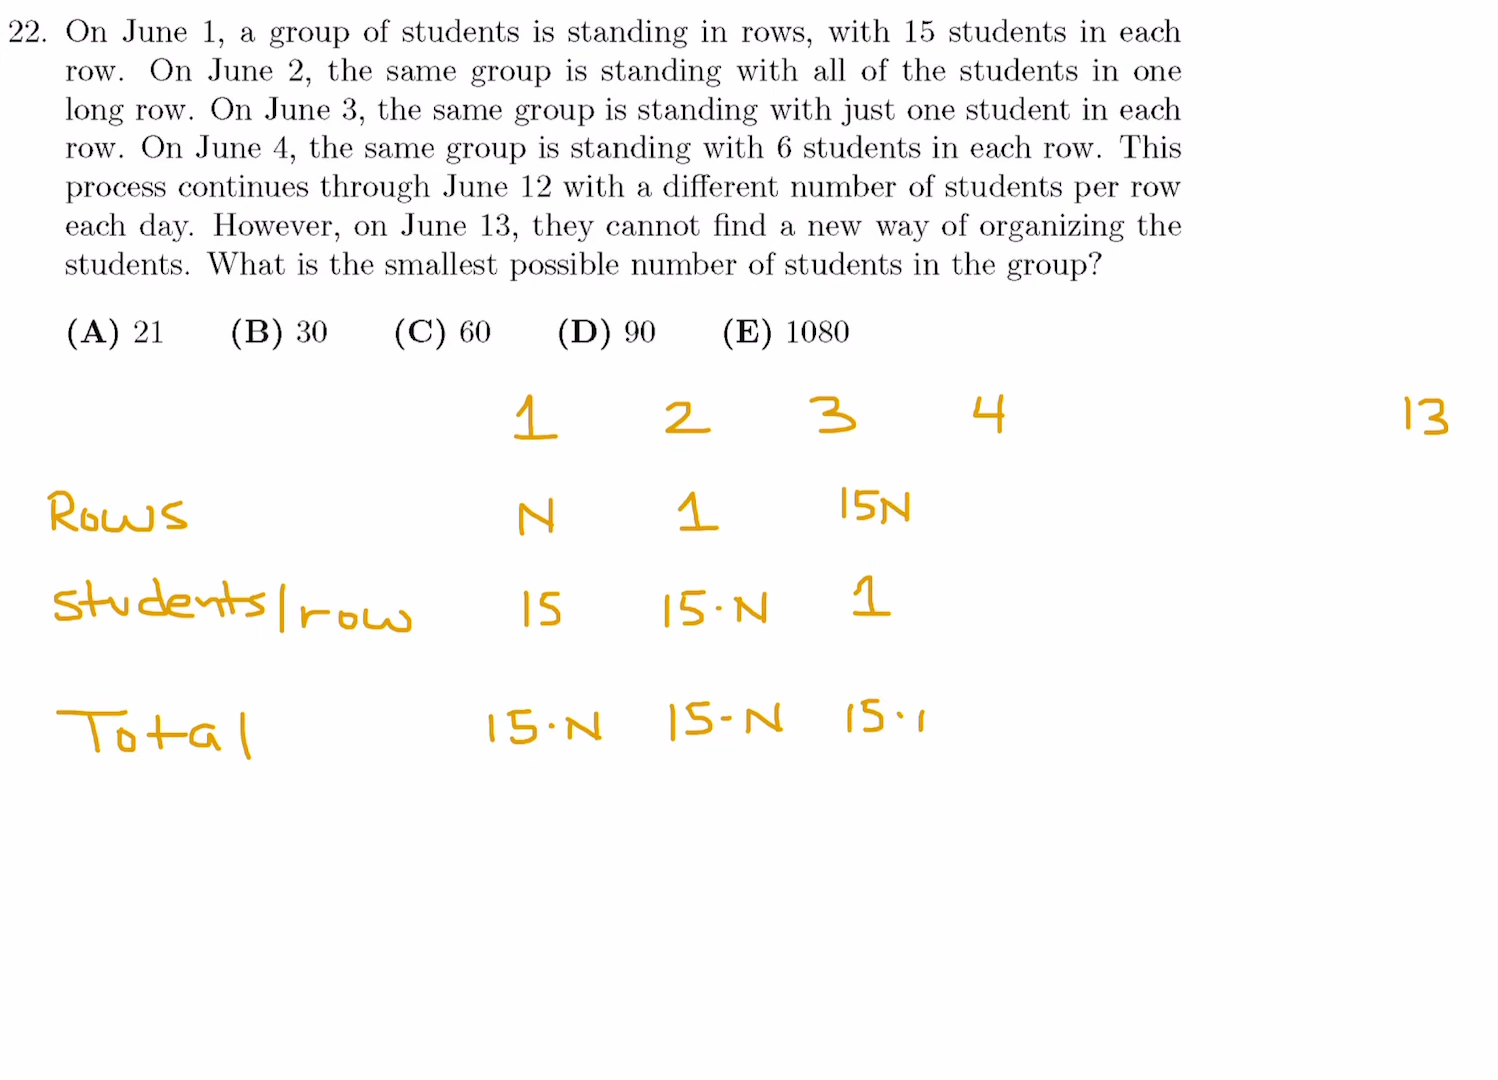 22. On June 1, a group of students is standing in rows, with 15 students in each
row. On June 2, the same group is standing with all of the students in one
long row. On June 3, the same group is standing with just one student in each
row. On June 4, the same group is standing with 6 students in each row. This
process continues through June 12 with a different number of students per row
each day. However, on June 13, they cannot find a new way of organizing the
students. What is the smallest possible number of students in the group?
(A) 21 (B) 30 (C) 60 (D) 90 (E) 1080
1 2 3 4 13
Rows N 1 15N
students/row 15 15·N 1
Total 15·N 15-N 15·